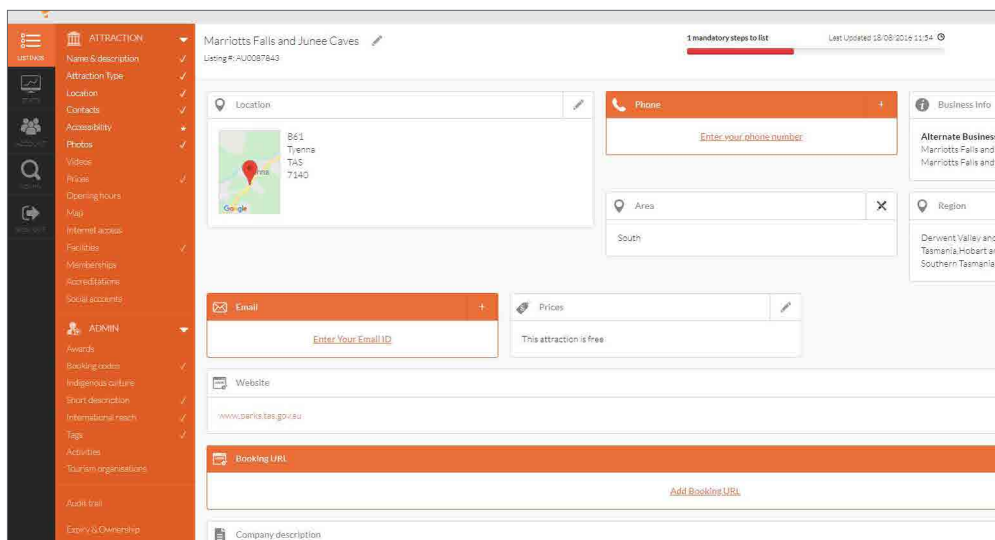 LISTINGS
ATTRACTION
Name & description
Attraction Type
Location
Contacts
Accessibility
Photos
Videos
Prices
Opening hours
Map
Internet access
Facilities
Memberships
Accreditations
Social accounts
ADMIN
Awards
Booking codes
Indigenous culture
Short description
International reach
Tags
Activities
Tourism organisations
Audit trail
Expiry & Ownership
Marriotts Falls and Junee Caves
Listing #: AU0087843
1 mandatory steps to list
Last Updated 18/08/2016 11:54
Location
B61
Tyenna
TAS
7140
Google
Phone
Enter your phone number
Business Info
Alternate Busines
Marriotts Falls and
Marriotts Falls and
Area
South
Region
Derwent Valley and
Tasmania,Hobart a
Southern Tasmania
Email
Enter Your Email ID
Prices
This attraction is free
Website
www.parks.tas.gov.au
Booking URL
Add Booking URL
Company description